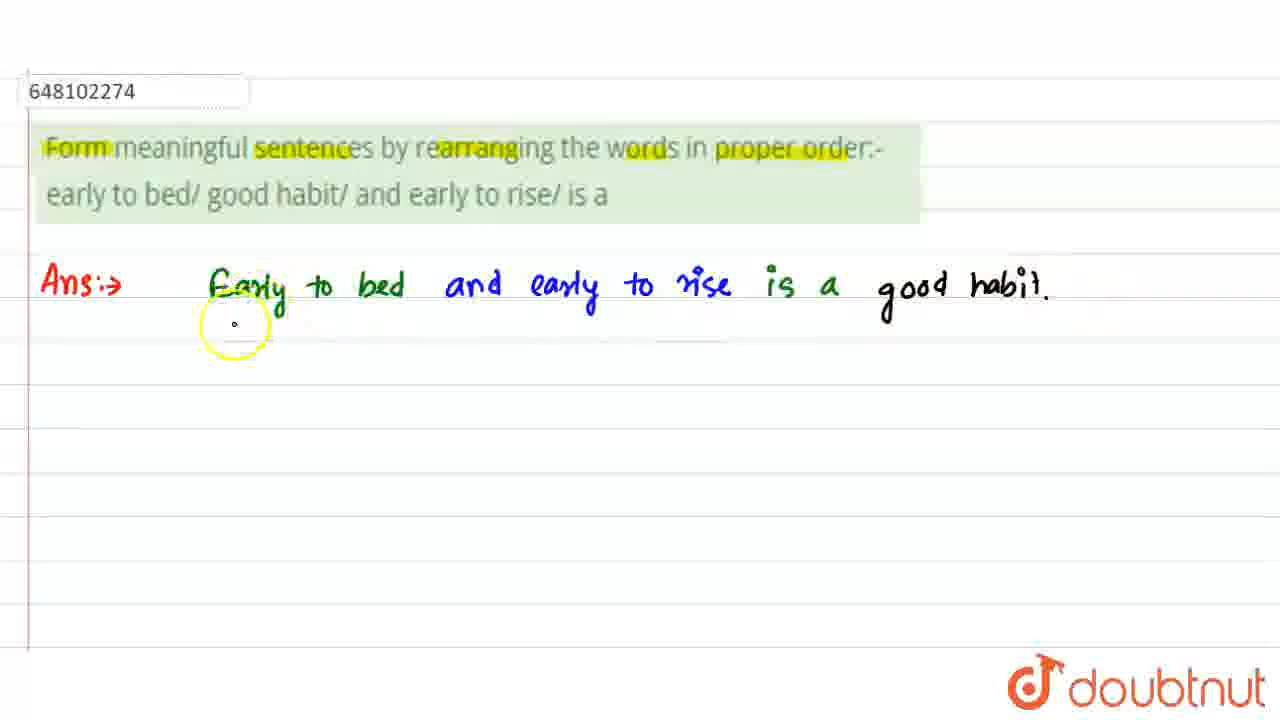 648102274
Form meaningful sentences by rearranging the words in proper order:-
early to bed/ good habit/ and early to rise/ is a
Ans:→ Early to bed and early to rise is a good habit.
doubtnut